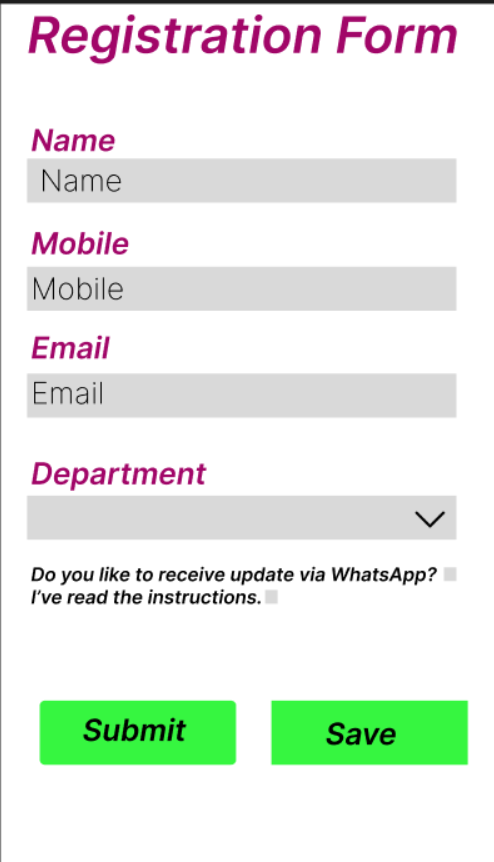 Registration Form
Name
Name
Mobile
Mobile
Email
Email
Department
Do you like to receive update via WhatsApp?
I’ve read the instructions.
Submit
Save